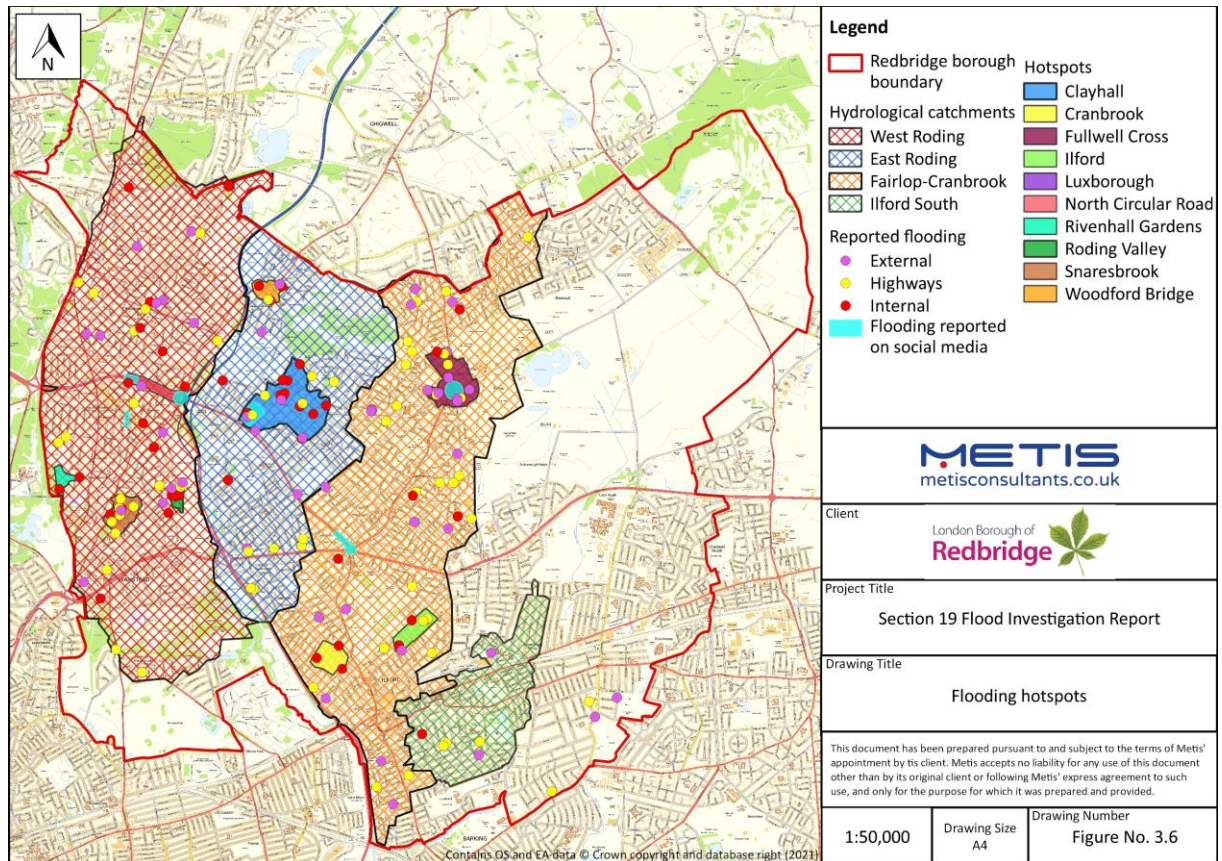 N
CHIGWELL
WANSTEAD
ILFORD
BARKING
Contains OS and EA data © Crown copyright and database right (2021)
Legend
Redbridge borough
boundary
Hydrological catchments
West Roding
East Roding
Fairlop-Cranbrook
Ilford South
Reported flooding
External
Highways
Internal
Flooding reported
on social media
Hotspots
Clayhall
Cranbrook
Fullwell Cross
Ilford
Luxborough
North Circular Road
Rivenhall Gardens
Roding Valley
Snaresbrook
Woodford Bridge
METIS
metisconsultants.co.uk
Client
London Borough of
Redbridge
Project Title
Section 19 Flood Investigation Report
Drawing Title
Flooding hotspots
This document has been prepared pursuant to and subject to the terms of Metis'
appointment by tis client. Metis accepts no liability for any use of this document
other than by its original client or following Metis' express agreement to such
use, and only for the purpose for which it was prepared and provided.
1:50,000
Drawing Size
A4
Drawing Number
Figure No. 3.6